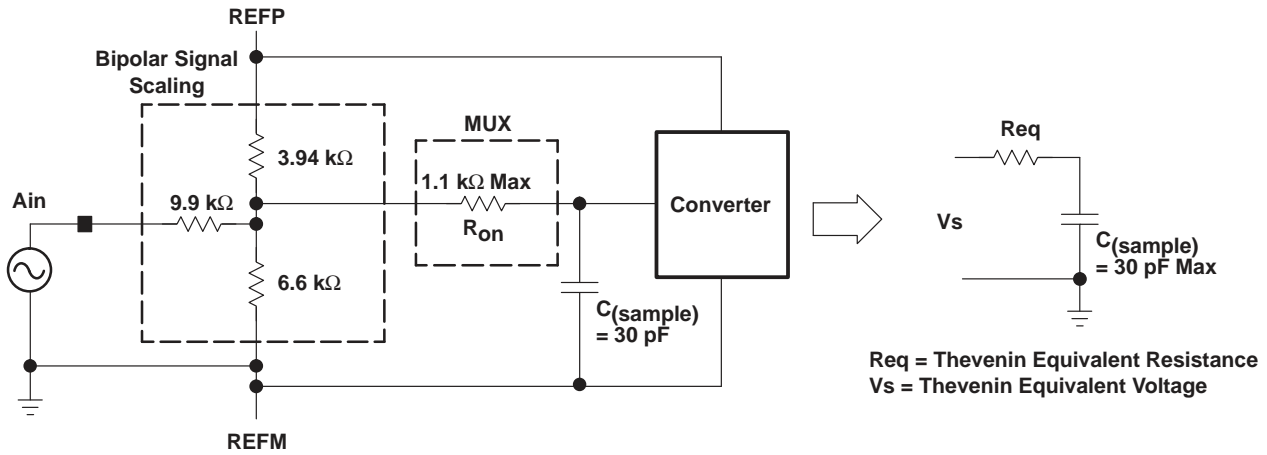 REFP
Bipolar Signal
Scaling
3.94 kΩ
MUX
1.1 kΩ Max
Ron
9.9 kΩ
Ain
6.6 kΩ
Converter
C(sample)
= 30 pF
REFM
Req
Vs
C(sample)
= 30 pF Max
Req = Thevenin Equivalent Resistance
Vs = Thevenin Equivalent Voltage